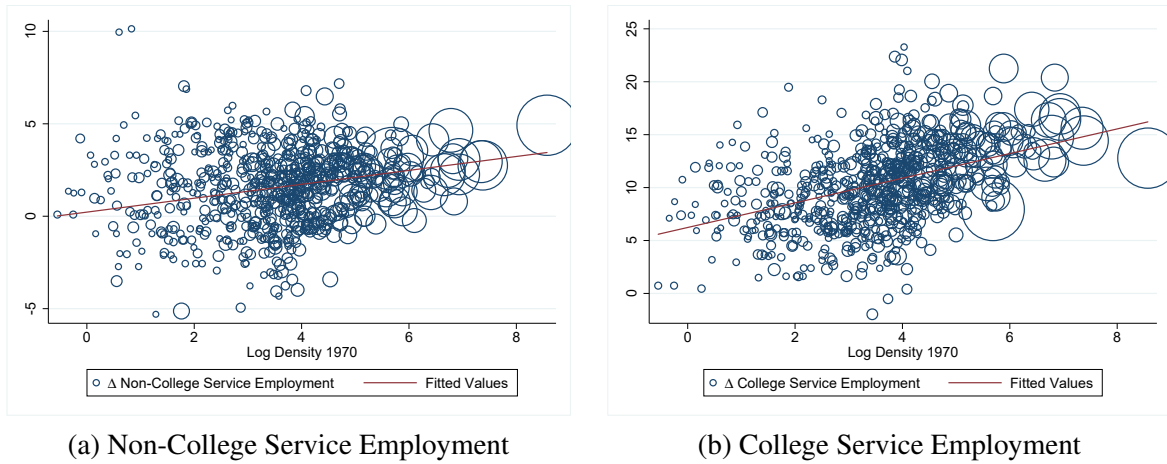 10
5
0
-5
0
2
4
6
8
Log Density 1970
Δ Non-College Service Employment
Fitted Values
(a) Non-College Service Employment
25
20
15
10
5
0
0
2
4
6
8
Log Density 1970
Δ College Service Employment
Fitted Values
(b) College Service Employment